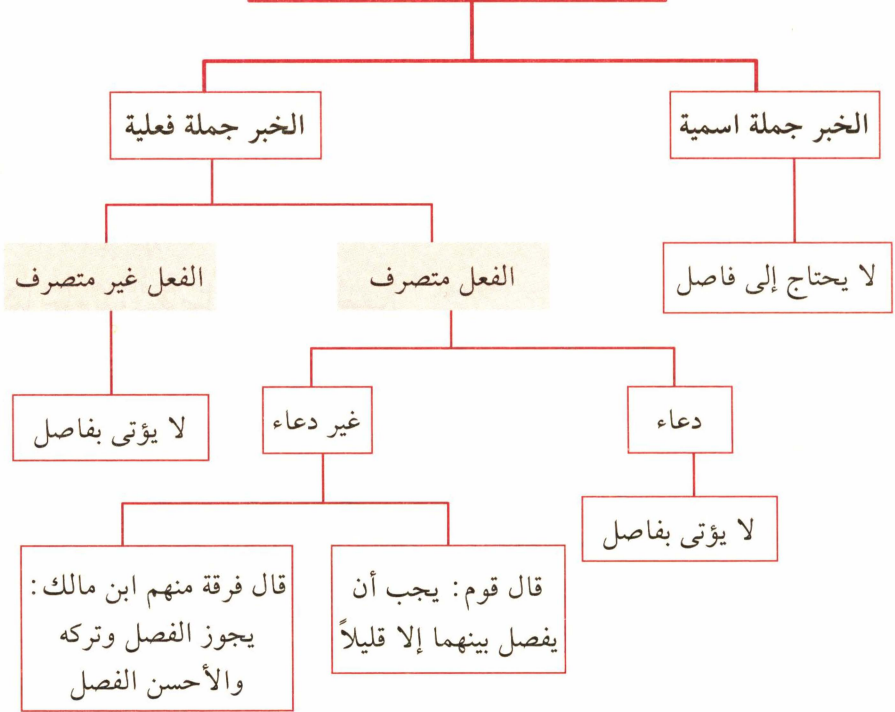 الخبر جملة اسمية
الخبر جملة فعلية
لا يحتاج إلى فاصل
الفعل متصرف
الفعل غير متصرف
دعاء
غير دعاء
لا يؤتى بفاصل
لا يؤتى بفاصل
قال قوم: يجب أن
يفصل بينهما إلا قليلاً
قال فرقة منهم ابن مالك:
يجوز الفصل وتركه
والأحسن الفصل